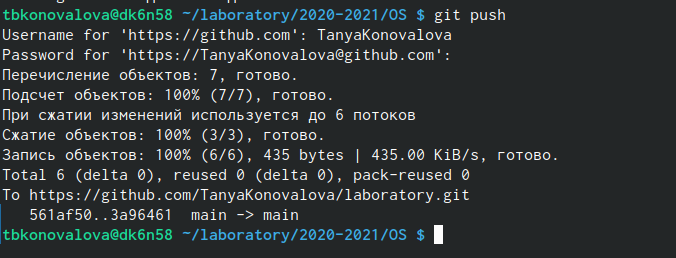 tbkonovalova@dk6n58 ~/laboratory/2020-2021/OS $ git push
Username for 'https://github.com': TanyaKonovalova
Password for 'https://TanyaKonovalova@github.com':
Перечисление объектов: 7, готово.
Подсчет объектов: 100% (7/7), готово.
При сжатии изменений используется до 6 потоков
Сжатие объектов: 100% (3/3), готово.
Запись объектов: 100% (6/6), 435 bytes | 435.00 KiB/s, готово.
Total 6 (delta 0), reused 0 (delta 0), pack-reused 0
To https://github.com/TanyaKonovalova/laboratory.git
   561af50..3a96461  main -> main
tbkonovalova@dk6n58 ~/laboratory/2020-2021/OS $